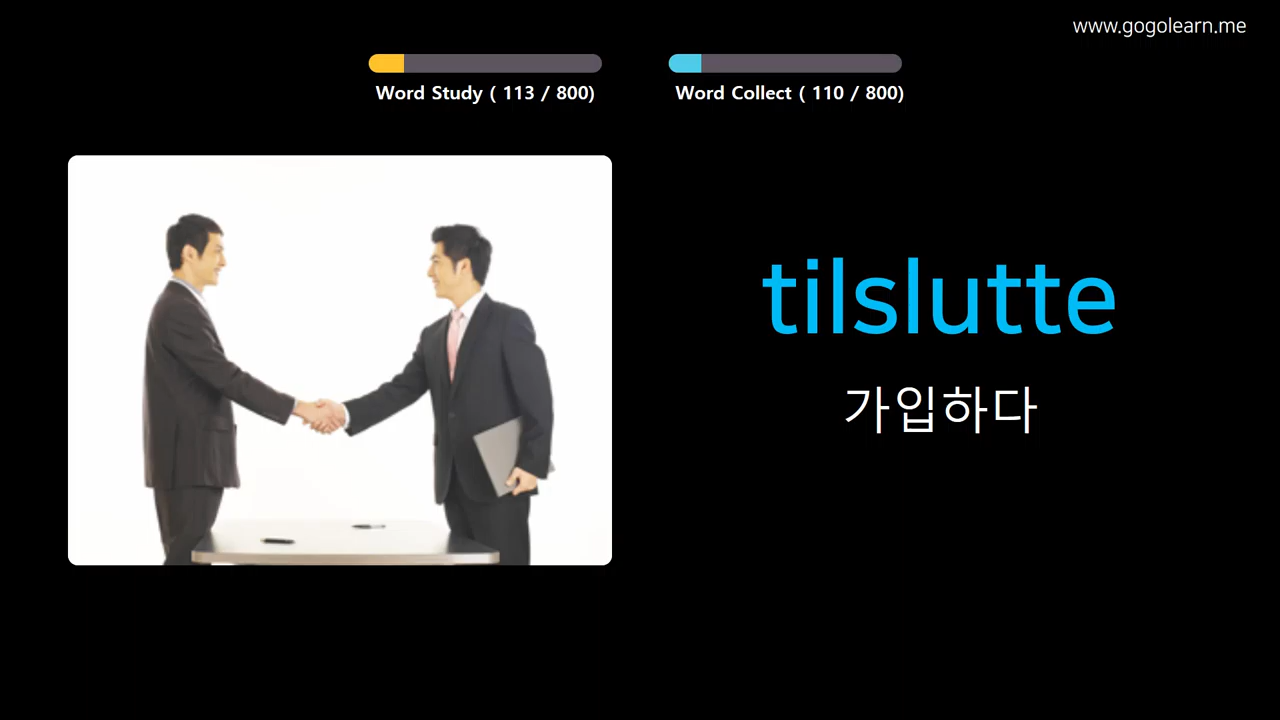 www.gogolearn.me
Word Study ( 113 / 800)
Word Collect ( 110 / 800)
tilslutte
가입하다